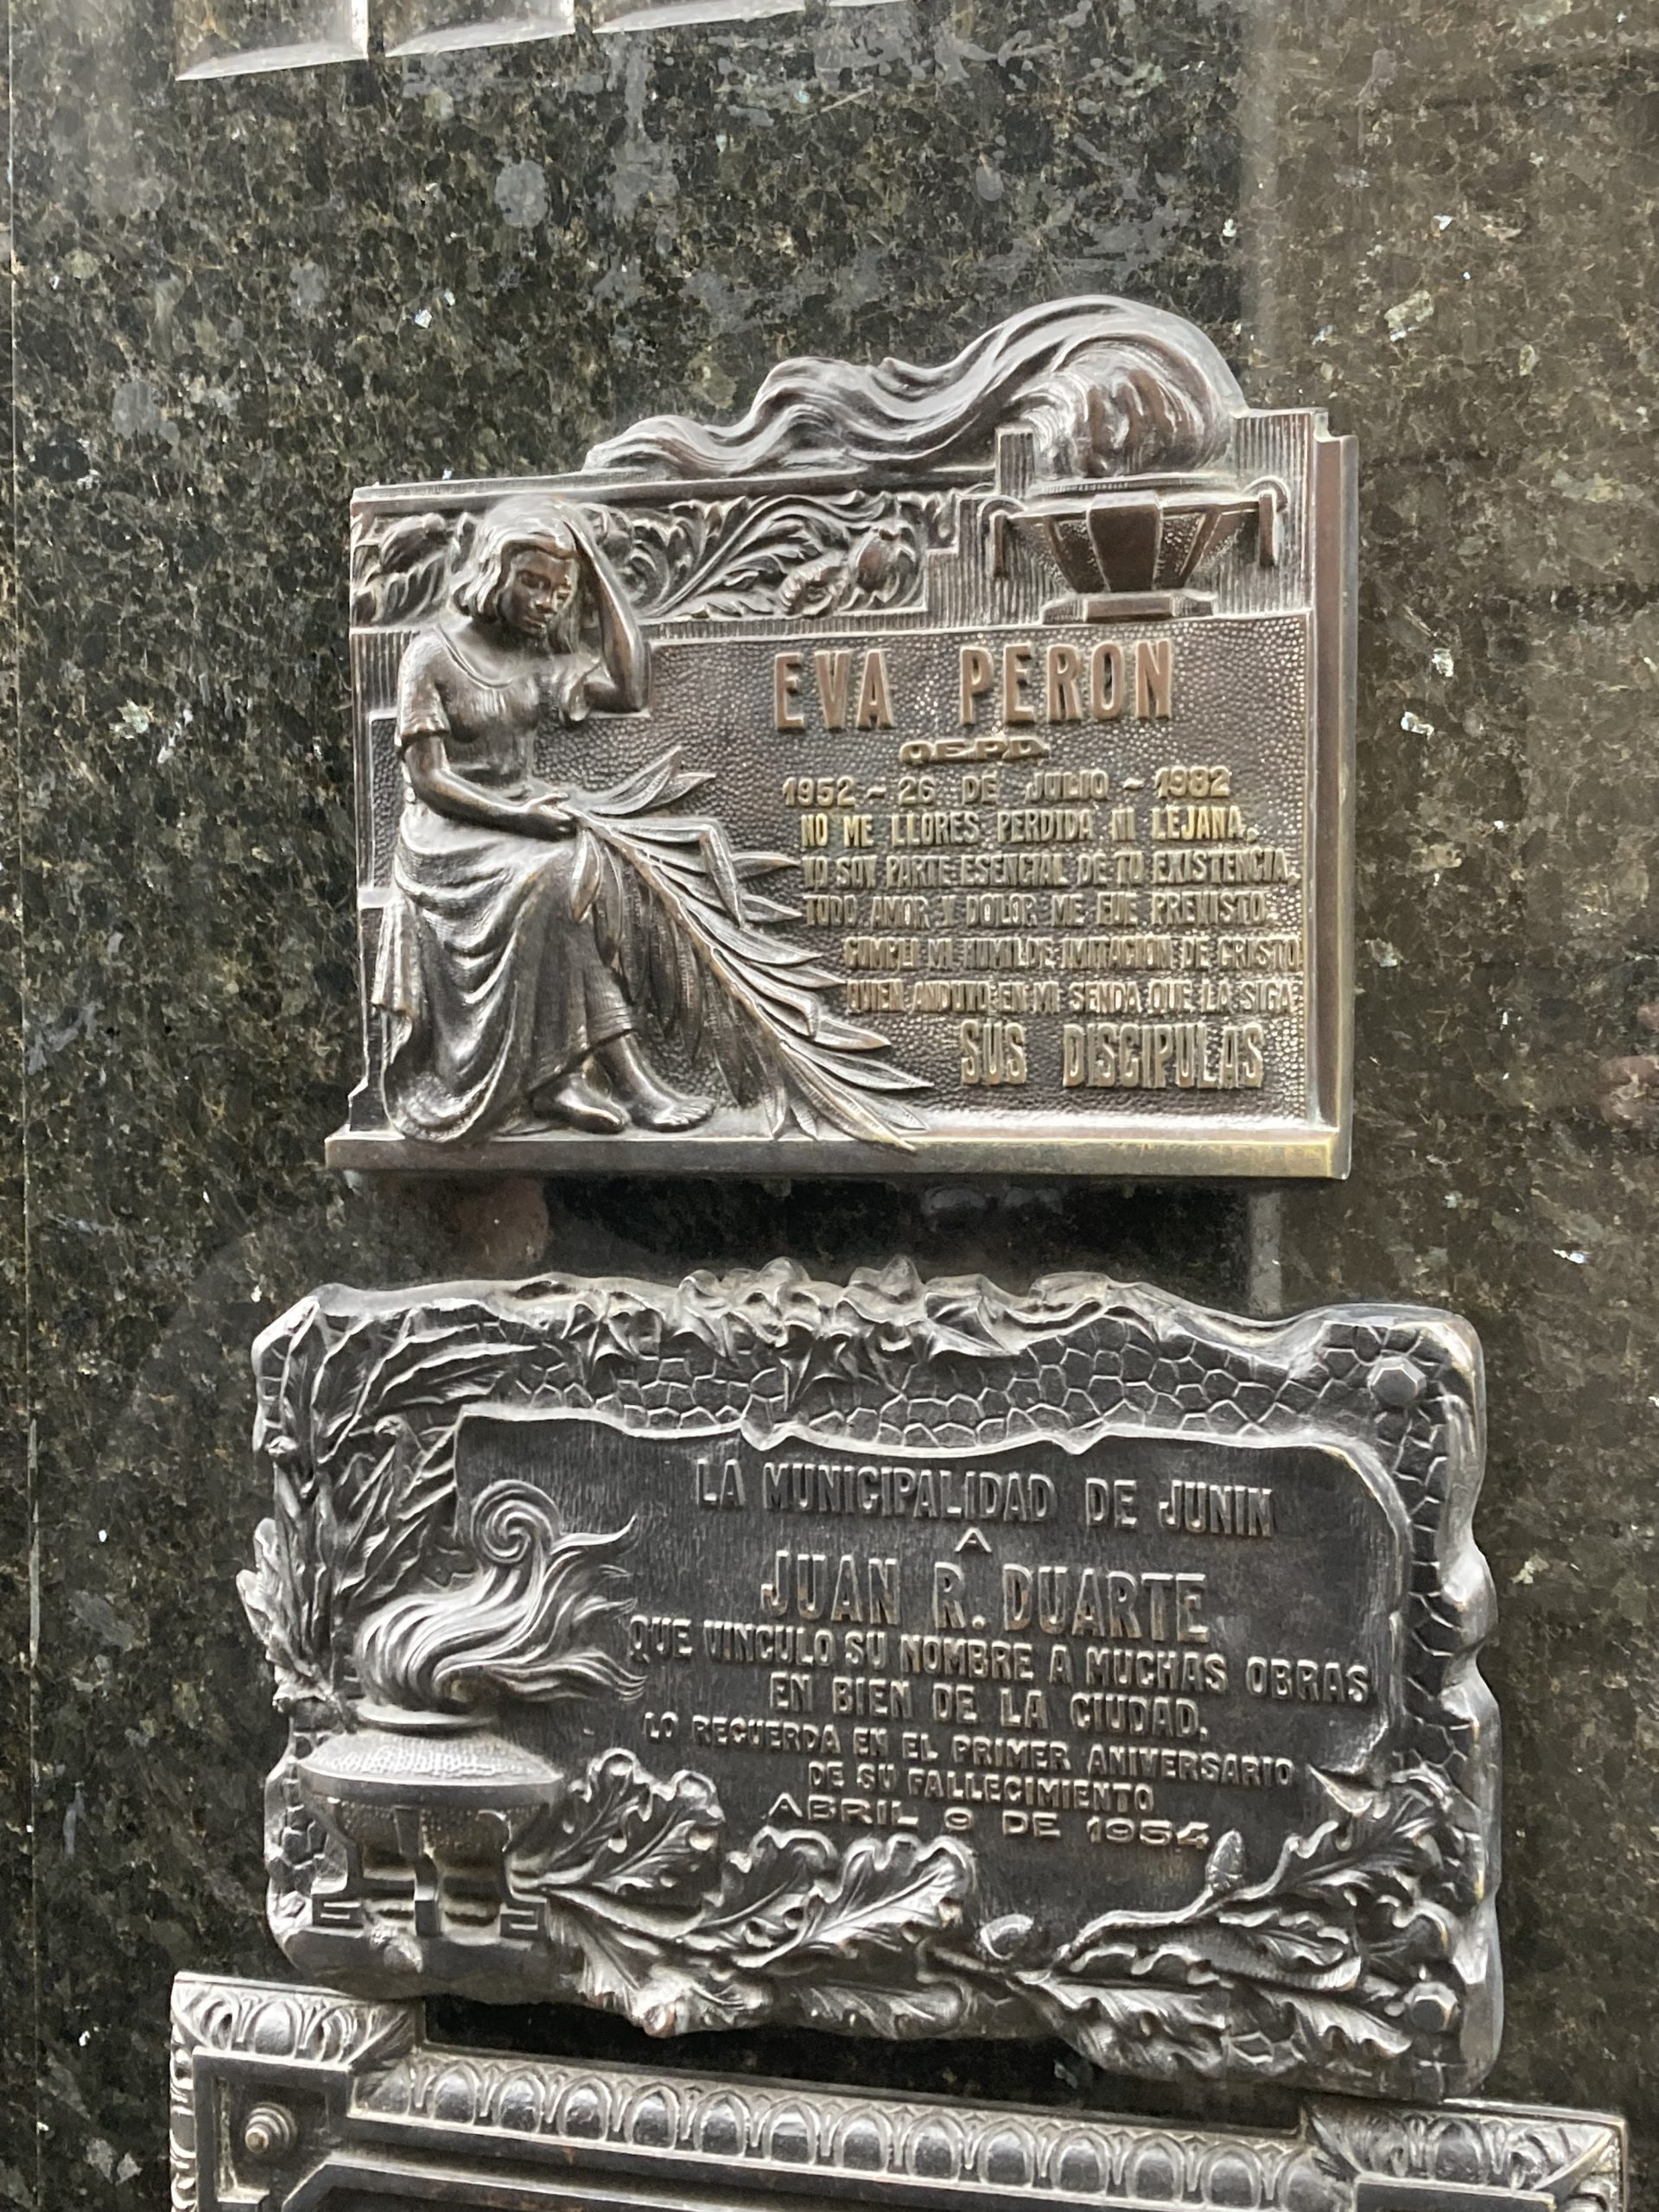 EVA PERON
QEPD
1952 - 26 DE JULIO - 1982
NO ME LLORES PERDIDA NI LEJANA,
YO SOY PARTE ESENCIAL DE TU EXISTENCIA,
TODO AMOR Y DOLOR ME FUE PREVISTO,
CUMPLI MI HUMILDE IMITACION DE CRISTO
QUIEN ANDUVO EN MI SENDA QUE LA SIGA
SUS DISCIPULAS
LA MUNICIPALIDAD DE JUNIN
A
JUAN R. DUARTE
QUE VINCULO SU NOMBRE A MUCHAS OBRAS
EN BIEN DE LA CIUDAD.
LO RECUERDA EN EL PRIMER ANIVERSARIO
DE SU FALLECIMIENTO
ABRIL 9 DE 1954